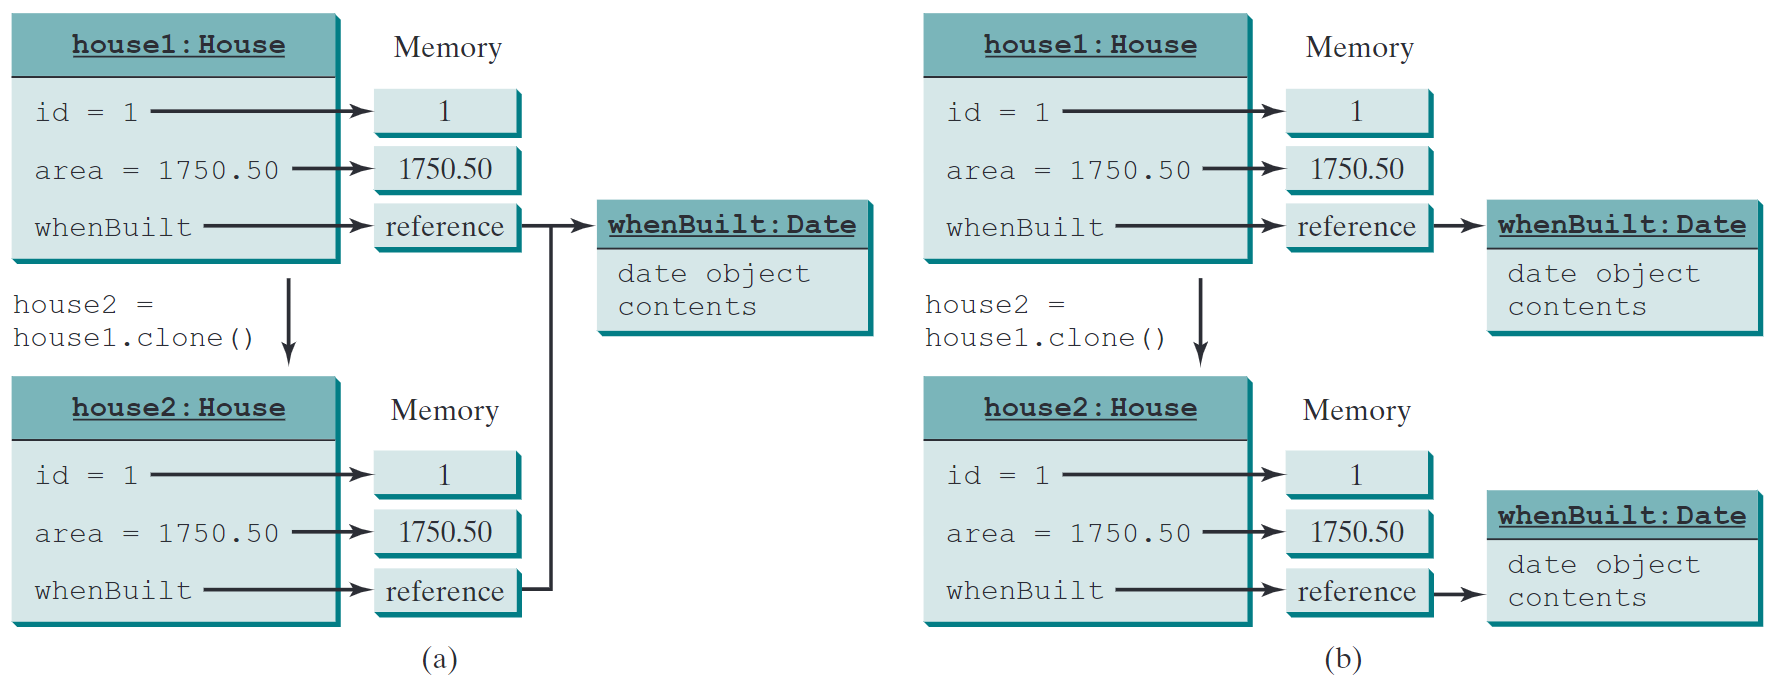 house1:House
Memory
id = 1
1
area = 1750.50
1750.50
whenBuilt
reference
whenBuilt:Date
date object
contents
house2 =
house1.clone()
house2:House
Memory
id = 1
1
area = 1750.50
1750.50
whenBuilt
reference
(a)
house1:House
Memory
id = 1
1
area = 1750.50
1750.50
whenBuilt
reference
whenBuilt:Date
date object
contents
house2 =
house1.clone()
house2:House
Memory
id = 1
1
area = 1750.50
1750.50
whenBuilt
reference
whenBuilt:Date
date object
contents
(b)